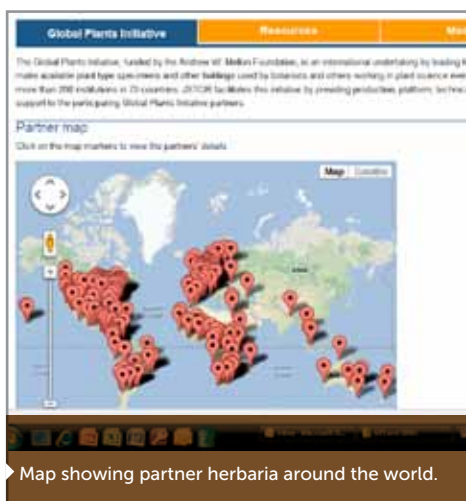 Global Plants Initiative
Resources
The Global Plants Initiative, funded by the Andrew W. Mellon Foundation, is an international undertaking by leading
make available plant type specimens and other holdings used by botanists and others working in plant science
more than 200 institutions in 70 countries. JSTOR facilitates this initiative by providing production, platform,
support to the participating Global Plants Initiative partners.
Partner map
Click on the map markers to view the partners' details
Map
Map showing partner herbaria around the world.